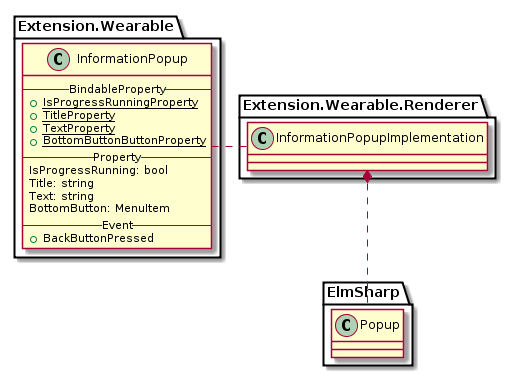 Extension.Wearable
C InformationPopup
BindableProperty
IsProgressRunningProperty
TitleProperty
TextProperty
BottomButtonButtonProperty
Property
IsProgressRunning: bool
Title: string
Text: string
BottomButton: MenuItem
Event
BackButtonPressed
Extension.Wearable.Renderer
C InformationPopupImplementation
ElmSharp
C Popup